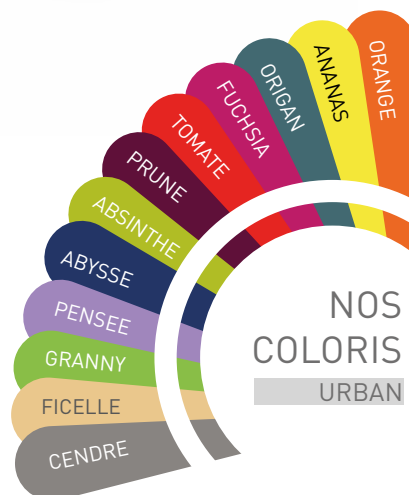 ORANGE
ANANAS
ORIGAN
FUCHSIA
TOMATE
PRUNE
ABSINTHE
ABYSSE
PENSEE
GRANNY
FICELLE
CENDRE
NOS
COLORIS
URBAN